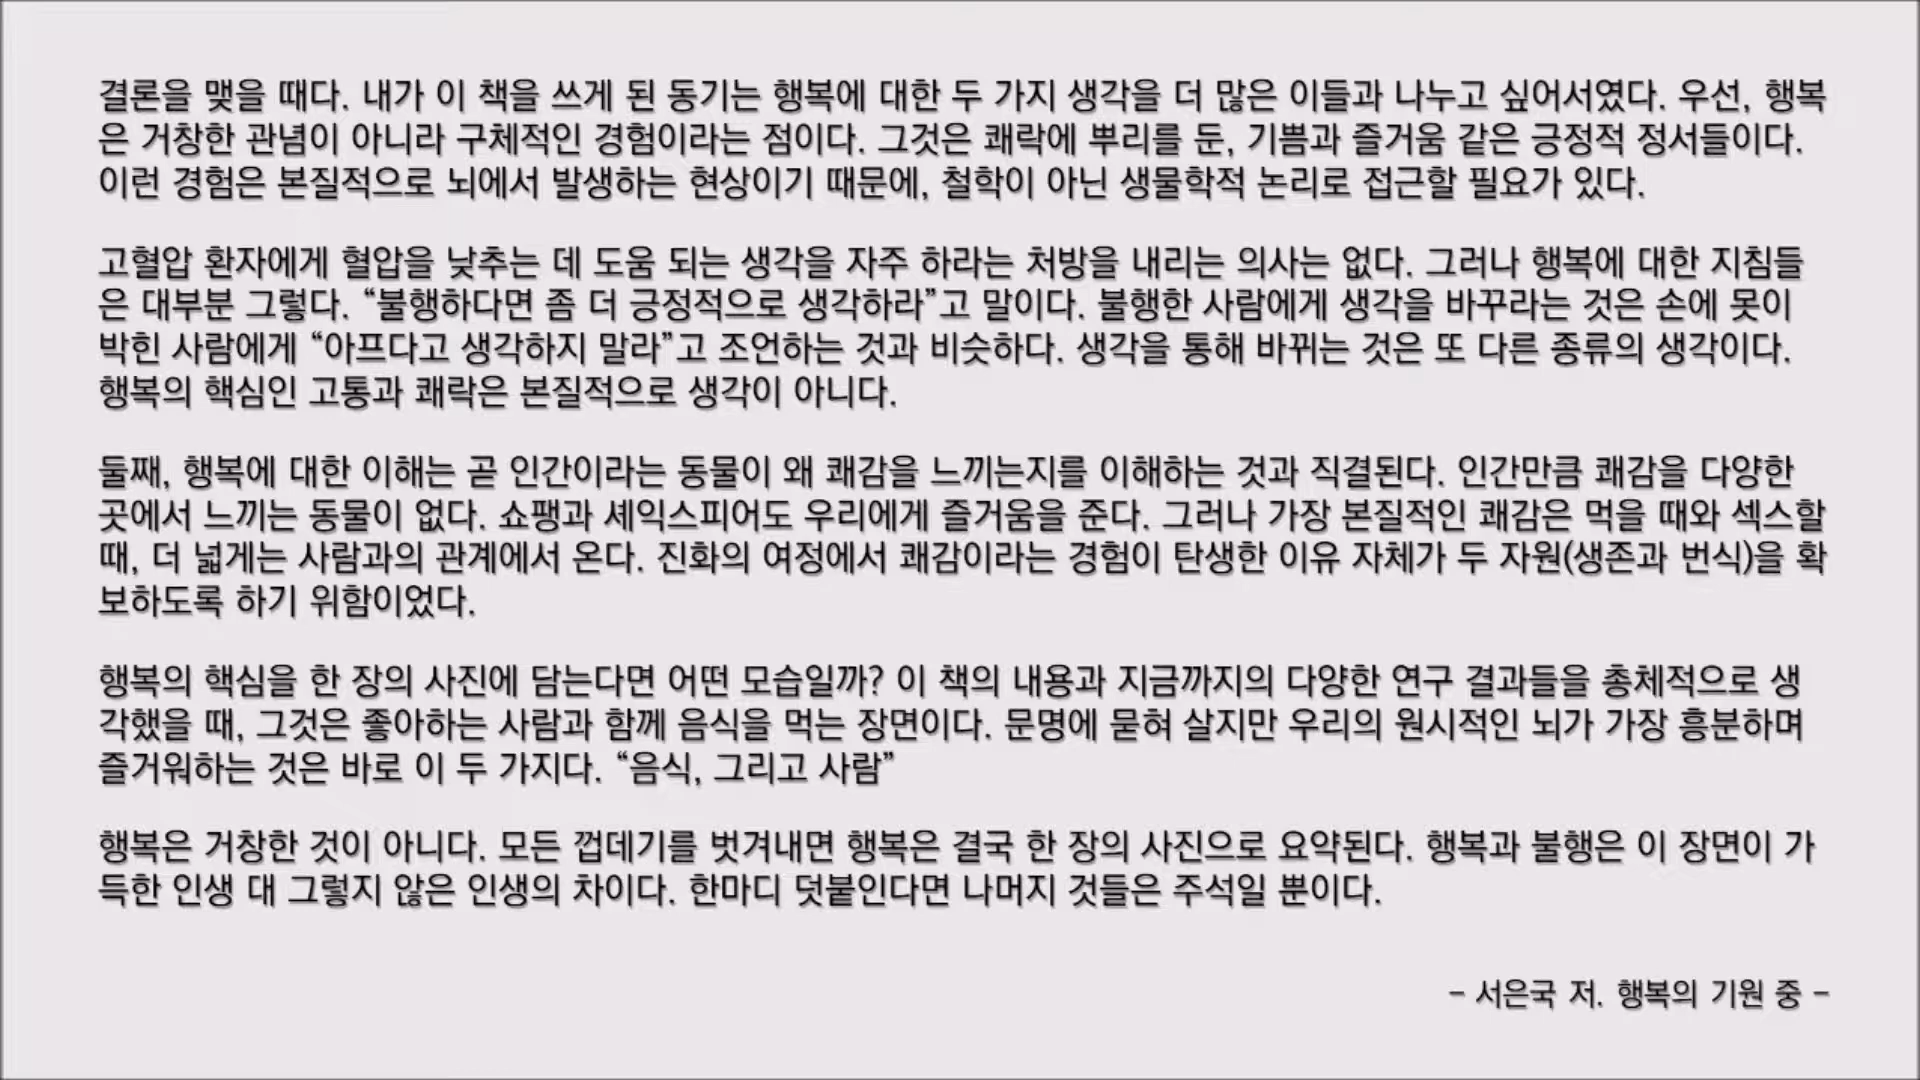 결론을 맺을 때다. 내가 이 책을 쓰게 된 동기는 행복에 대한 두 가지 생각을 더 많은 이들과 나누고 싶어서였다. 우선, 행복
은 거창한 관념이 아니라 구체적인 경험이라는 점이다. 그것은 쾌락에 뿌리를 둔, 기쁨과 즐거움 같은 긍정적 정서들이다.
이런 경험은 본질적으로 뇌에서 발생하는 현상이기 때문에, 철학이 아닌 생물학적 논리로 접근할 필요가 있다.
고혈압 환자에게 혈압을 낮추는 데 도움 되는 생각을 자주 하라는 처방을 내리는 의사는 없다. 그러나 행복에 대한 지침들
은 대부분 그렇다. “불행하다면 좀 더 긍정적으로 생각하라”고 말이다. 불행한 사람에게 생각을 바꾸라는 것은 손에 못이
박힌 사람에게 “아프다고 생각하지 말라”고 조언하는 것과 비슷하다. 생각을 통해 바뀌는 것은 또 다른 종류의 생각이다.
행복의 핵심인 고통과 쾌락은 본질적으로 생각이 아니다.
둘째, 행복에 대한 이해는 곧 인간이라는 동물이 왜 쾌감을 느끼는지를 이해하는 것과 직결된다. 인간만큼 쾌감을 다양한
곳에서 느끼는 동물이 없다. 쇼팽과 셰익스피어도 우리에게 즐거움을 준다. 그러나 가장 본질적인 쾌감은 먹을 때와 섹스할
때, 더 넓게는 사람과의 관계에서 온다. 진화의 여정에서 쾌감이라는 경험이 탄생한 이유 자체가 두 자원(생존과 번식)을 확
보하도록 하기 위함이었다.
행복의 핵심을 한 장의 사진에 담는다면 어떤 모습일까? 이 책의 내용과 지금까지의 다양한 연구 결과들을 총체적으로 생
각했을 때, 그것은 좋아하는 사람과 함께 음식을 먹는 장면이다. 문명에 묻혀 살지만 우리의 원시적인 뇌가 가장 흥분하며
즐거워하는 것은 바로 이 두 가지다. “음식, 그리고 사람”
행복은 거창한 것이 아니다. 모든 껍데기를 벗겨내면 행복은 결국 한 장의 사진으로 요약된다. 행복과 불행은 이 장면이 가
득한 인생 대 그렇지 않은 인생의 차이다. 한마디 덧붙인다면 나머지 것들은 주석일 뿐이다.
- 서은국 저. 행복의 기원 중 -